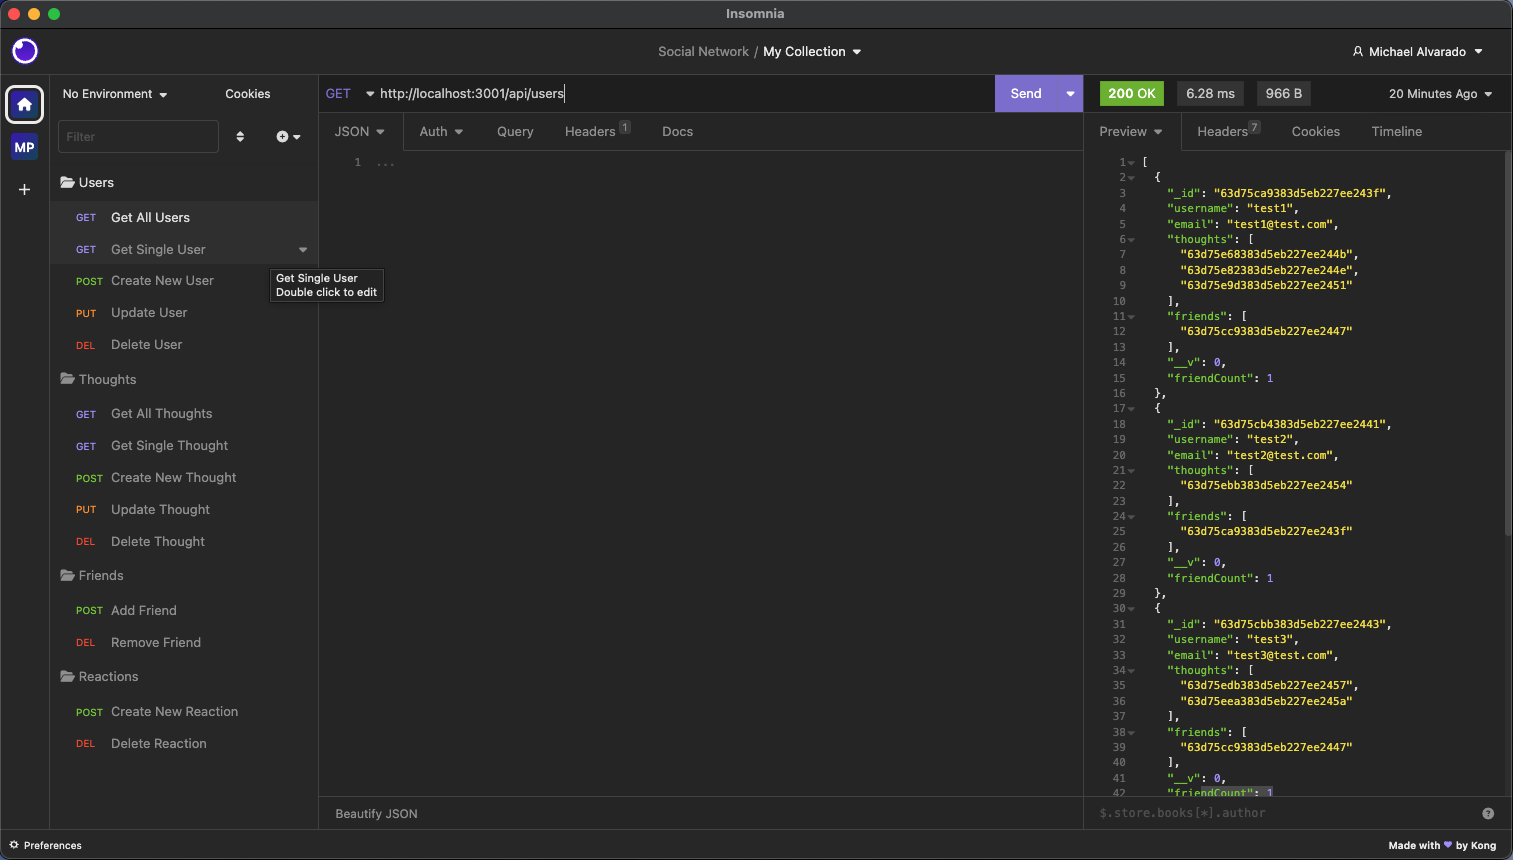 Insomnia
Social Network / My Collection
Michael Alvarado
MP
No Environment
Cookies
Filter
Users
GET Get All Users
GET Get Single User
POST Create New User
PUT Update User
DEL Delete User
Thoughts
GET Get All Thoughts
GET Get Single Thought
POST Create New Thought
PUT Update Thought
DEL Delete Thought
Friends
POST Add Friend
DEL Remove Friend
Reactions
POST Create New Reaction
DEL Delete Reaction
Get Single User
Double click to edit
GET http://localhost:3001/api/users
Send
JSON Auth Query Headers 1 Docs
1 ...
Beautify JSON
200 OK 6.28 ms 966 B 20 Minutes Ago
Preview Headers 7 Cookies Timeline
1 [
2 {
3 "_id": "63d75ca9383d5eb227ee243f",
4 "username": "test1",
5 "email": "test1@test.com",
6 "thoughts": [
7 "63d75e68383d5eb227ee244b",
8 "63d75e82383d5eb227ee244e",
9 "63d75e9d383d5eb227ee2451"
10 ],
11 "friends": [
12 "63d75cc9383d5eb227ee2447"
13 ],
14 "__v": 0,
15 "friendCount": 1
16 },
17 {
18 "_id": "63d75cb4383d5eb227ee2441",
19 "username": "test2",
20 "email": "test2@test.com",
21 "thoughts": [
22 "63d75ebb383d5eb227ee2454"
23 ],
24 "friends": [
25 "63d75ca9383d5eb227ee243f"
26 ],
27 "__v": 0,
28 "friendCount": 1
29 },
30 {
31 "_id": "63d75cbb383d5eb227ee2443",
32 "username": "test3",
33 "email": "test3@test.com",
34 "thoughts": [
35 "63d75edb383d5eb227ee2457",
36 "63d75eea383d5eb227ee245a"
37 ],
38 "friends": [
39 "63d75cc9383d5eb227ee2447"
40 ],
41 "__v": 0,
42 "friendCount": 1
$.store.books[*].author
Preferences
Made with ♥ by Kong